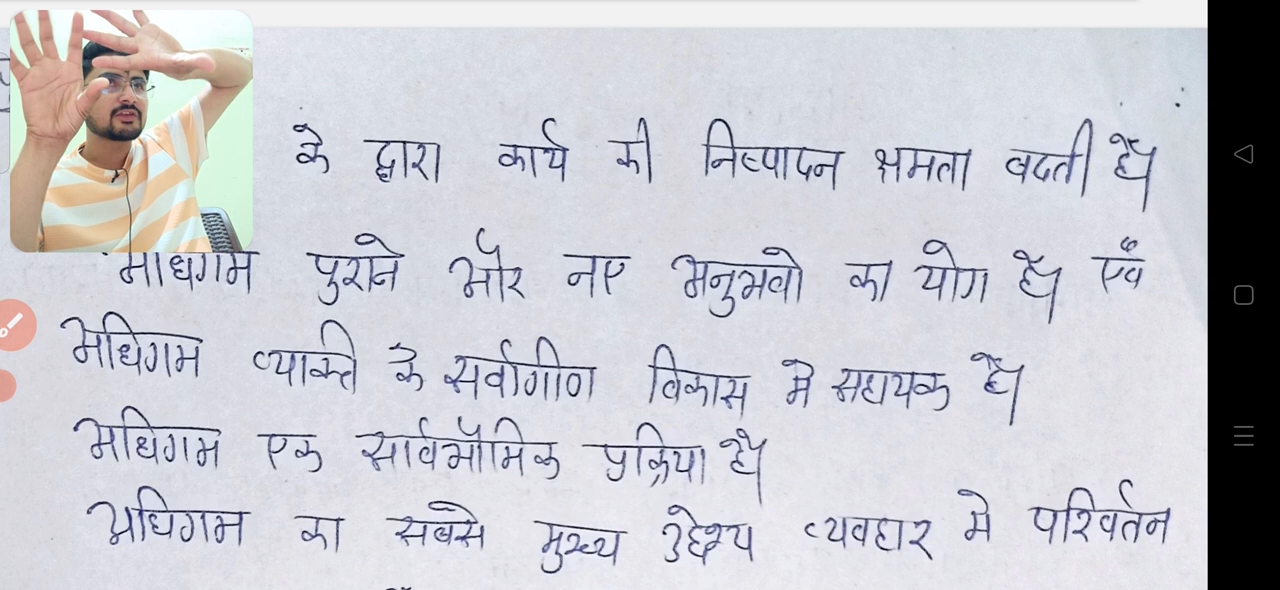 के द्वारा कार्य की निष्पादन क्षमता बढती है।
अधिगम पुराने और नए अनुभवो का योग है। एवं
अधिगम व्यक्ति के सर्वागीण विकास मे सहायक है।
अधिगम एक सार्वभौमिक प्रक्रिया है।
अधिगम का सबसे मुख्य उद्देश्य व्यवहार मे परिवर्तन